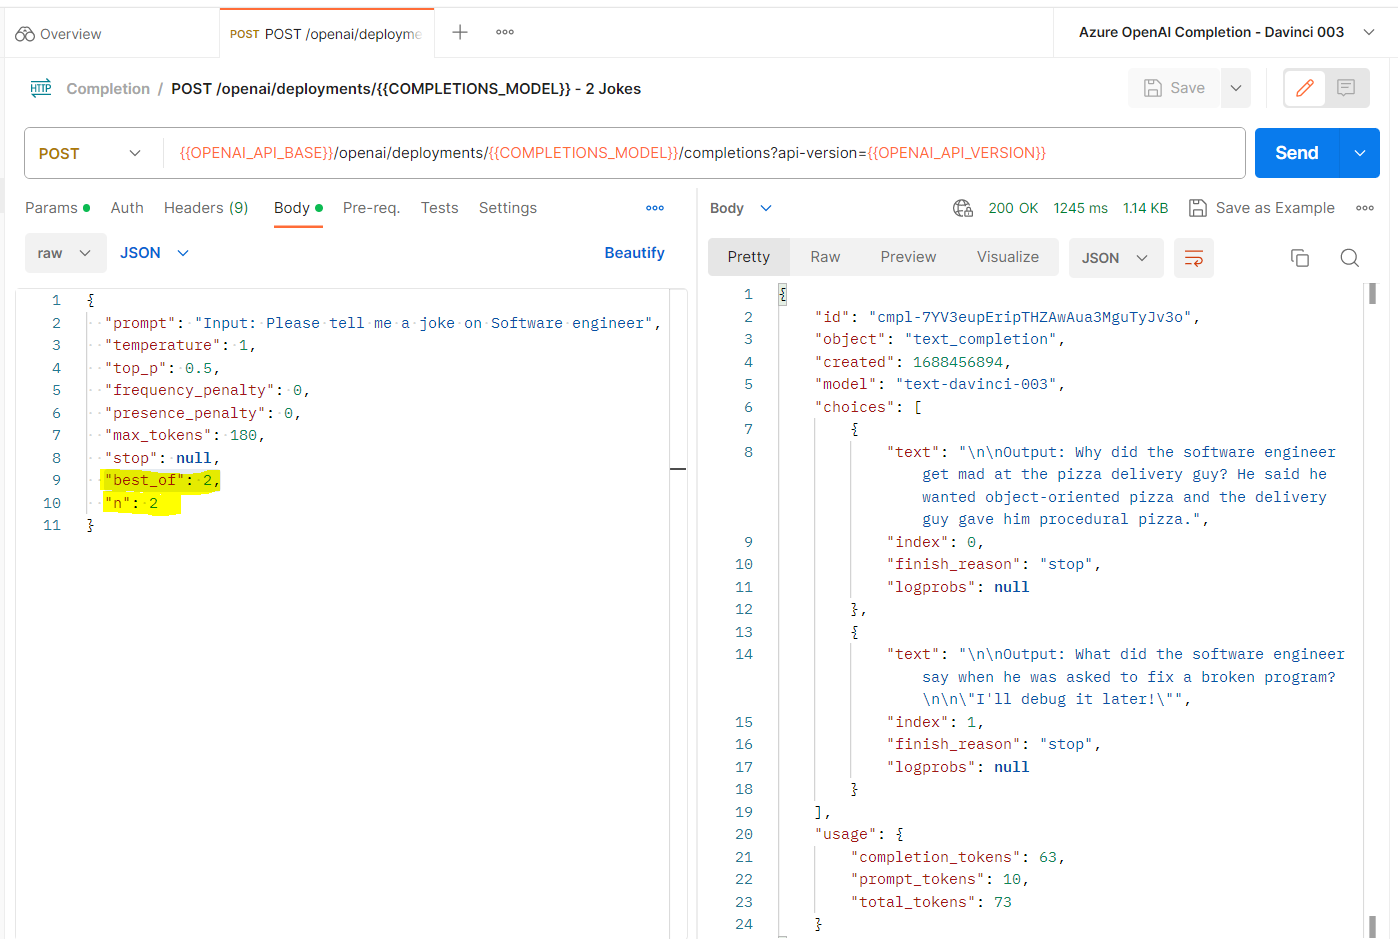 Overview
POST POST /openai/deployme
Azure OpenAI Completion - Davinci 003
HTTP Completion / POST /openai/deployments/{{COMPLETIONS_MODEL}} - 2 Jokes
Save
POST
{{OPENAI_API_BASE}}/openai/deployments/{{COMPLETIONS_MODEL}}/completions?api-version={{OPENAI_API_VERSION}}
Send
Params Auth Headers (9) Body Pre-req. Tests Settings
raw JSON Beautify
1 {
2 "prompt": "Input: Please tell me a joke on Software engineer",
3 "temperature": 1,
4 "top_p": 0.5,
5 "frequency_penalty": 0,
6 "presence_penalty": 0,
7 "max_tokens": 180,
8 "stop": null,
9 "best_of": 2,
10 "n": 2
11 }
Body 200 OK 1245 ms 1.14 KB Save as Example
Pretty Raw Preview Visualize JSON
1 {
2 "id": "cmpl-7YV3eupEripTHZAwAua3MguTyJv3o",
3 "object": "text_completion",
4 "created": 1688456894,
5 "model": "text-davinci-003",
6 "choices": [
7 {
8 "text": "\n\nOutput: Why did the software engineer
get mad at the pizza delivery guy? He said he
wanted object-oriented pizza and the delivery
guy gave him procedural pizza.",
9 "index": 0,
10 "finish_reason": "stop",
11 "logprobs": null
12 },
13 {
14 "text": "\n\nOutput: What did the software engineer
say when he was asked to fix a broken program?
\n\n\"I'll debug it later!\"",
15 "index": 1,
16 "finish_reason": "stop",
17 "logprobs": null
18 }
19 ],
20 "usage": {
21 "completion_tokens": 63,
22 "prompt_tokens": 10,
23 "total_tokens": 73
24 }